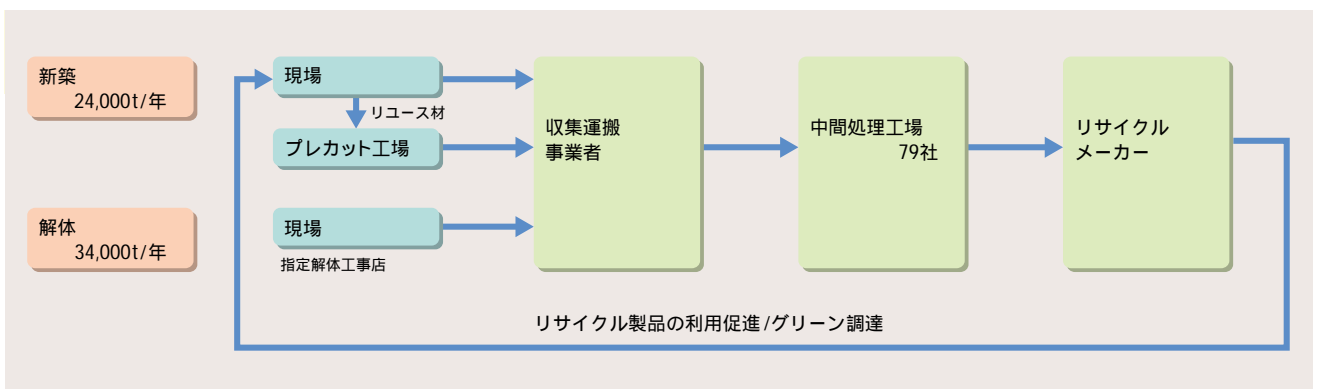 新築
24,000t/年
現場
リユース材
プレカット工場
解体
34,000t/年
現場
指定解体工事店
収集運搬
事業者
中間処理工場
79社
リサイクル
メーカー
リサイクル製品の利用促進/グリーン調達